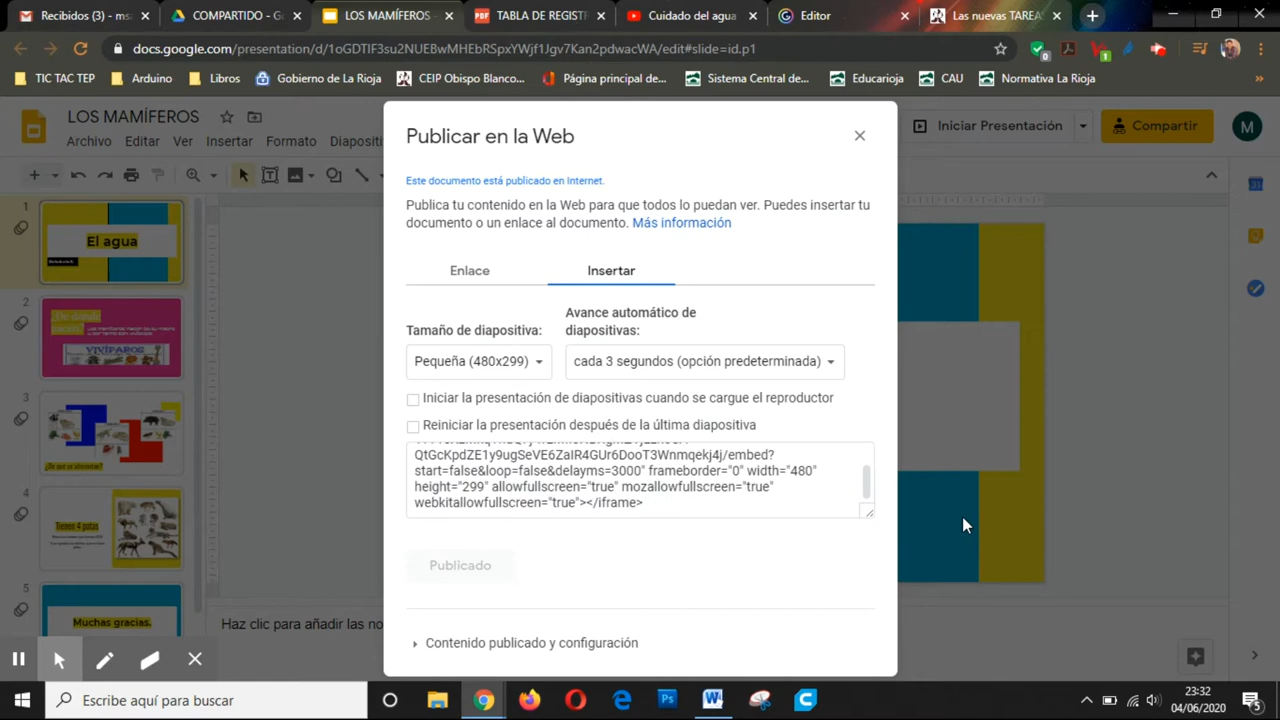 Recibidos (3) - ms
COMPARTIDO - G
LOS MAMÍFEROS -
TABLA DE REGISTR
Cuidado del agua
Editor
Las nuevas TAREA
docs.google.com/presentation/d/1oGDTIF3su2NUEBwMHEbRSpxYWjf1Jgv7Kan2pdwacWA/edit#slide=id.p1
TIC TAC TEP
Arduino
Libros
Gobierno de La Rioja
CEIP Obispo Blanco...
Página principal de...
Sistema Central de...
Educarioja
CAU
Normativa La Rioja
LOS MAMÍFEROS
Archivo Editar Ver Insertar Formato Diapositi
Iniciar Presentación
Compartir
M
Publicar en la Web
Este documento está publicado en Internet.
Publica tu contenido en la Web para que todos lo puedan ver. Puedes insertar tu
documento o un enlace al documento. Más información
Enlace
Insertar
Tamaño de diapositiva:
Avance automático de
diapositivas:
Pequeña (480x299)
cada 3 segundos (opción predeterminada)
Iniciar la presentación de diapositivas cuando se cargue el reproductor
Reiniciar la presentación después de la última diapositiva
QtGcKpdZE1y9ugSeVE6ZaIR4GUr6DooT3Wnmqekj4j/embed?
start=false&loop=false&delayms=3000" frameborder="0" width="480"
height="299" allowfullscreen="true" mozallowfullscreen="true"
webkitallowfullscreen="true"></iframe>
Publicado
Contenido publicado y configuración
1
El agua
2
¿De dónde
VIVÍPAROS
3
4
Tienen 4 patas
5
Muchas gracias.
Haz clic para añadir las no
Escribe aquí para buscar
23:32
04/06/2020